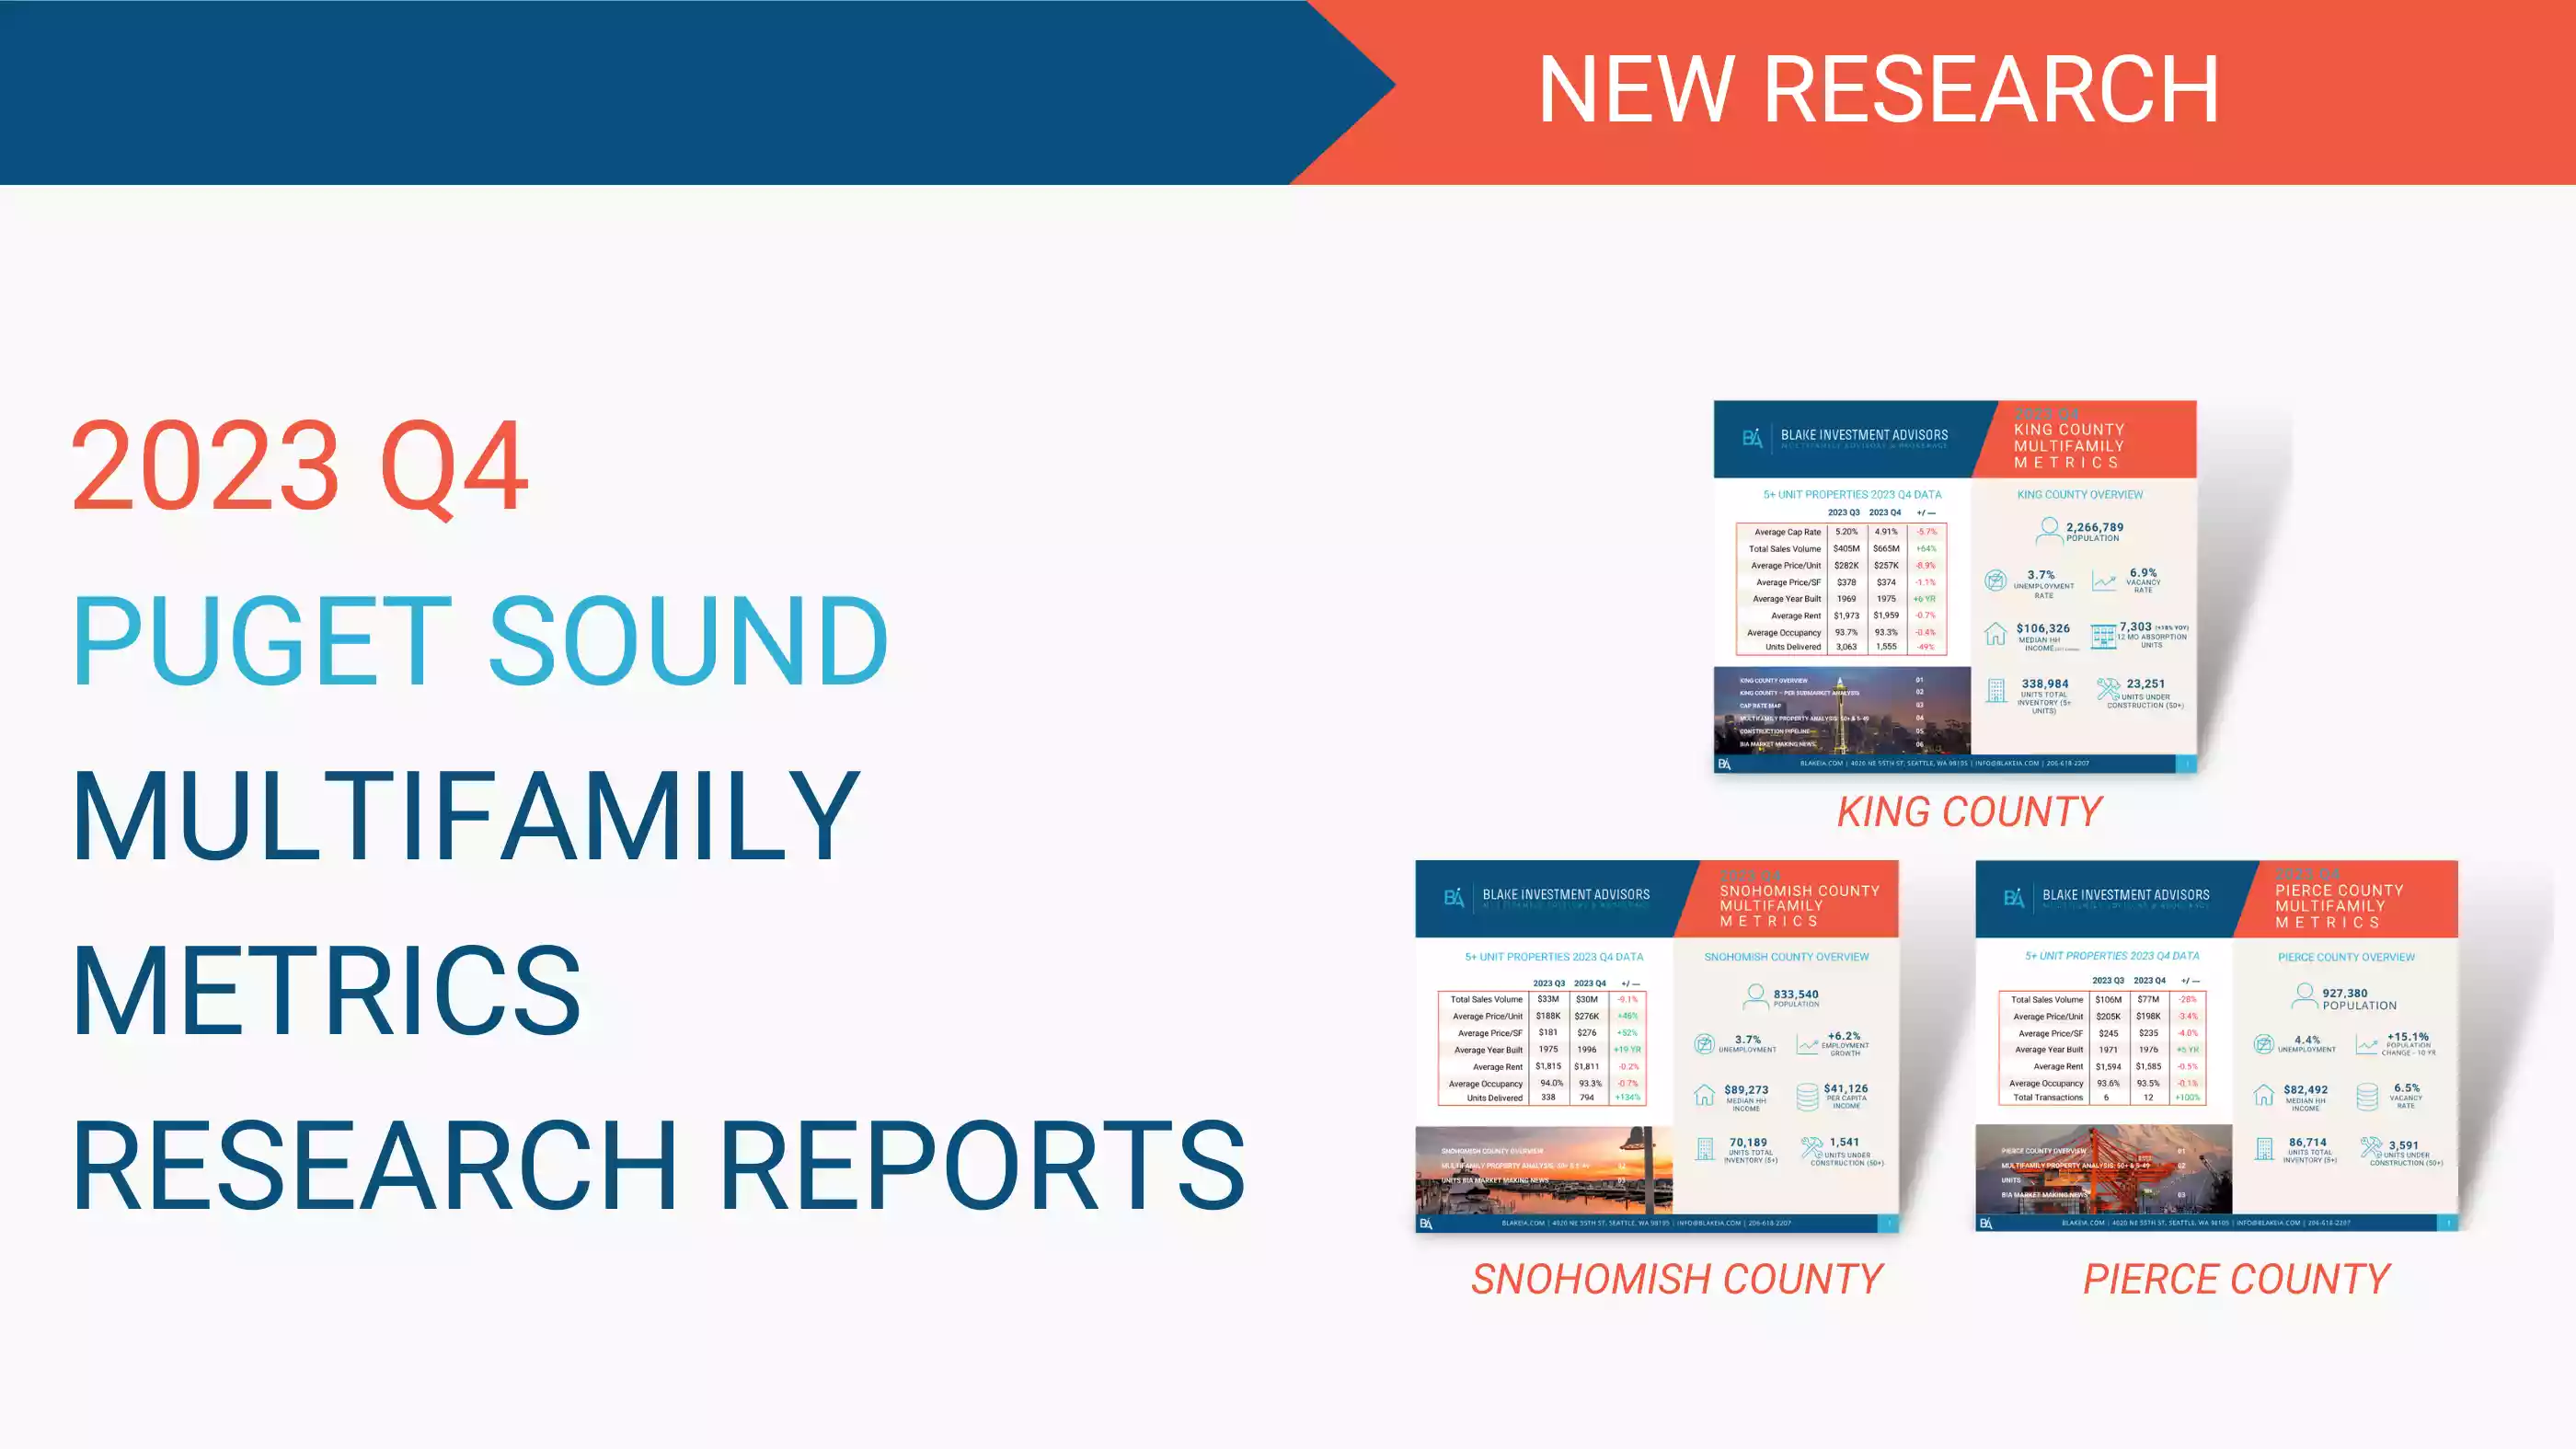 NEW RESEARCH
2023 Q4
PUGET SOUND
MULTIFAMILY
METRICS
RESEARCH REPORTS
BIA BLAKE INVESTMENT ADVISORS
2023 Q4
KING COUNTY
MULTIFAMILY
METRICS
5+ UNIT PROPERTIES 2023 Q4 DATA
2023 Q3 2023 Q4 +/—
Average Cap Rate 5.20% 4.91% -5.7%
Total Sales Volume $405M $665M +64%
Average Price/Unit $282K $257K -8.9%
Average Price/SF $378 $374 -1.1%
Average Year Built 1969 1975 +6 YR
Average Rent $1,973 $1,959 -0.7%
Average Occupancy 93.7% 93.3% -0.4%
Units Delivered 3,063 1,555 -49%
KING COUNTY OVERVIEW 01
KING COUNTY – PER SUBMARKET ANALYSIS 02
CAP RATE MAP 03
MULTIFAMILY PROPERTY ANALYSIS: 50+ & 5-49 04
CONSTRUCTION PIPELINE 05
BIA MARKET MAKING NEWS 06
KING COUNTY OVERVIEW
2,266,789
POPULATION
3.7%
UNEMPLOYMENT
RATE
6.9%
VACANCY
RATE
$106,326
MEDIAN HH
INCOME
7,303 (+18% YOY)
12 MO ABSORPTION
UNITS
338,984
UNITS TOTAL
INVENTORY (5+
UNITS)
23,251
UNITS UNDER
CONSTRUCTION (50+)
BIA BLAKEIA.COM | 4020 NE 55TH ST, SEATTLE, WA 98105 | INFO@BLAKEIA.COM | 206-618-2207 1
KING COUNTY
BIA BLAKE INVESTMENT ADVISORS
2023 Q4
SNOHOMISH COUNTY
MULTIFAMILY
METRICS
5+ UNIT PROPERTIES 2023 Q4 DATA
2023 Q3 2023 Q4 +/—
Total Sales Volume $33M $30M -9.1%
Average Price/Unit $188K $276K +46%
Average Price/SF $181 $276 +52%
Average Year Built 1975 1996 +19 YR
Average Rent $1,815 $1,811 -0.2%
Average Occupancy 94.0% 93.3% -0.7%
Units Delivered 338 794 +134%
SNOHOMISH COUNTY OVERVIEW
MULTIFAMILY PROPERTY ANALYSIS: 50+ & 5-49 02
UNITS BIA MARKET MAKING NEWS 03
SNOHOMISH COUNTY OVERVIEW
833,540
POPULATION
3.7%
UNEMPLOYMENT
+6.2%
EMPLOYMENT
GROWTH
$89,273
MEDIAN HH
INCOME
$41,126
PER CAPITA
INCOME
70,189
UNITS TOTAL
INVENTORY (5+)
1,541
UNITS UNDER
CONSTRUCTION (50+)
BIA BLAKEIA.COM | 4020 NE 55TH ST, SEATTLE, WA 98105 | INFO@BLAKEIA.COM | 206-618-2207 1
SNOHOMISH COUNTY
BIA BLAKE INVESTMENT ADVISORS
2023 Q4
PIERCE COUNTY
MULTIFAMILY
METRICS
5+ UNIT PROPERTIES 2023 Q4 DATA
2023 Q3 2023 Q4 +/—
Total Sales Volume $106M $77M -28%
Average Price/Unit $205K $198K -3.4%
Average Price/SF $245 $235 -4.0%
Average Year Built 1971 1976 +5 YR
Average Rent $1,594 $1,585 -0.5%
Average Occupancy 93.6% 93.5% -0.1%
Total Transactions 6 12 +100%
PIERCE COUNTY OVERVIEW 01
MULTIFAMILY PROPERTY ANALYSIS: 50+ & 5-49 02
UNITS
BIA MARKET MAKING NEWS 03
PIERCE COUNTY OVERVIEW
927,380
POPULATION
4.4%
UNEMPLOYMENT
+15.1%
POPULATION
CHANGE - 10 YR
$82,492
MEDIAN HH
INCOME
6.5%
VACANCY
RATE
86,714
UNITS TOTAL
INVENTORY (5+)
3,591
UNITS UNDER
CONSTRUCTION (50+)
BIA BLAKEIA.COM | 4020 NE 55TH ST, SEATTLE, WA 98105 | INFO@BLAKEIA.COM | 206-618-2207 1
PIERCE COUNTY